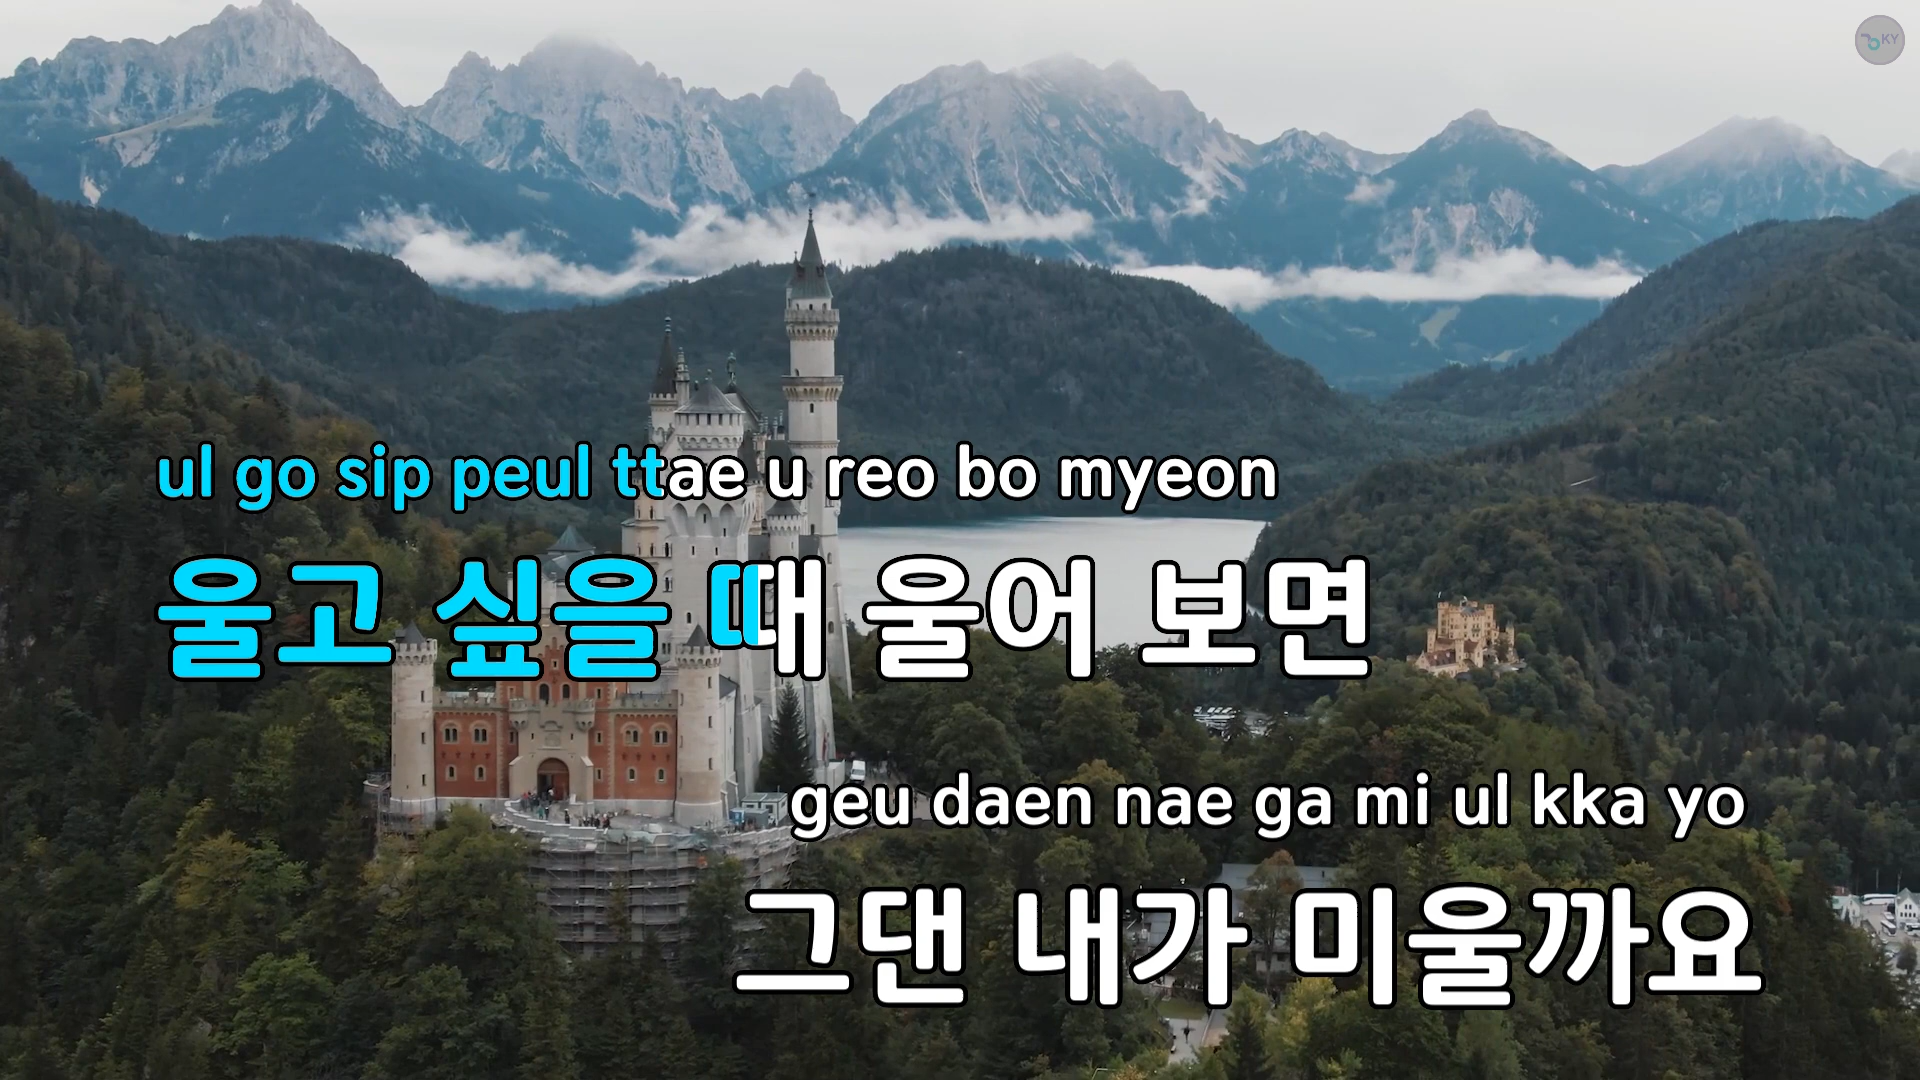 KY
ul go sip peul ttae u reo bo myeon
울고 싶을 때 울어 보면
geu daen nae ga mi ul kka yo
그댄 내가 미울까요